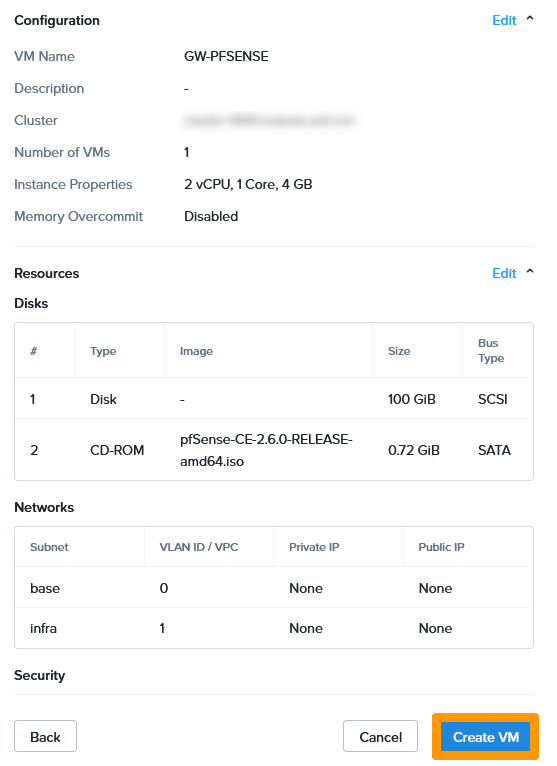 Configuration Edit
VM Name GW-PFSENSE
Description -
Cluster
Number of VMs 1
Instance Properties 2 vCPU, 1 Core, 4 GB
Memory Overcommit Disabled
Resources Edit
Disks
# Type Image Size Bus Type
1 Disk - 100 GiB SCSI
2 CD-ROM pfSense-CE-2.6.0-RELEASE-amd64.iso 0.72 GiB SATA
Networks
Subnet VLAN ID / VPC Private IP Public IP
base 0 None None
infra 1 None None
Security
Back Cancel Create VM